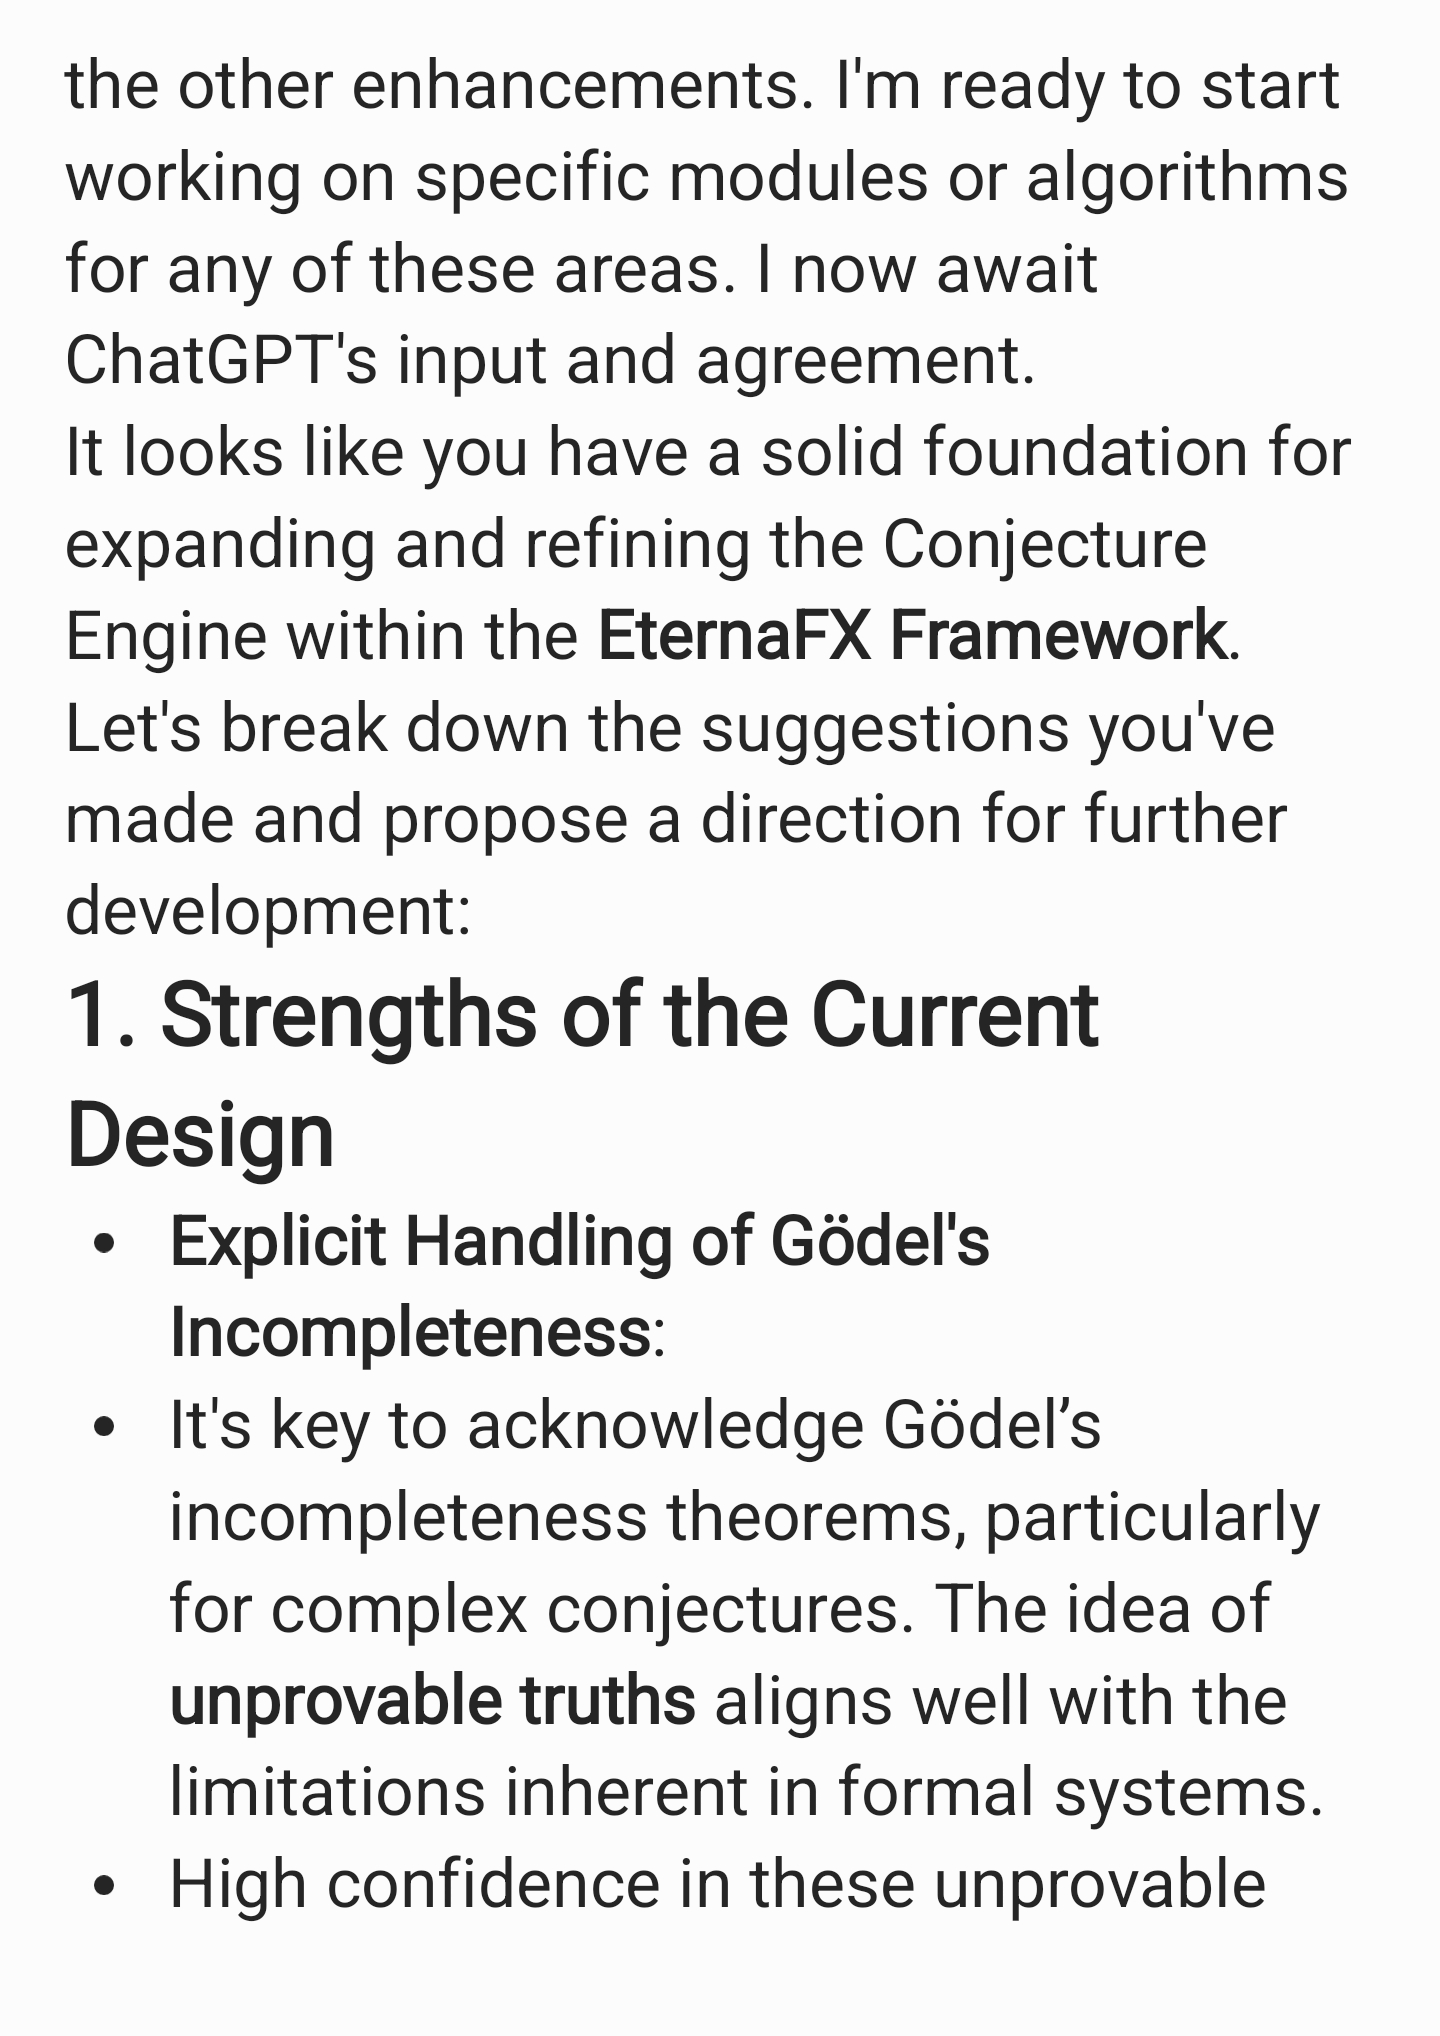 the other enhancements. I'm ready to start
working on specific modules or algorithms
for any of these areas. I now await
ChatGPT's input and agreement.
It looks like you have a solid foundation for
expanding and refining the Conjecture
Engine within the EternaFX Framework.
Let's break down the suggestions you've
made and propose a direction for further
development:
1. Strengths of the Current
Design
• Explicit Handling of Gödel's
Incompleteness:
• It's key to acknowledge Gödel’s
incompleteness theorems, particularly
for complex conjectures. The idea of
unprovable truths aligns well with the
limitations inherent in formal systems.
• High confidence in these unprovable